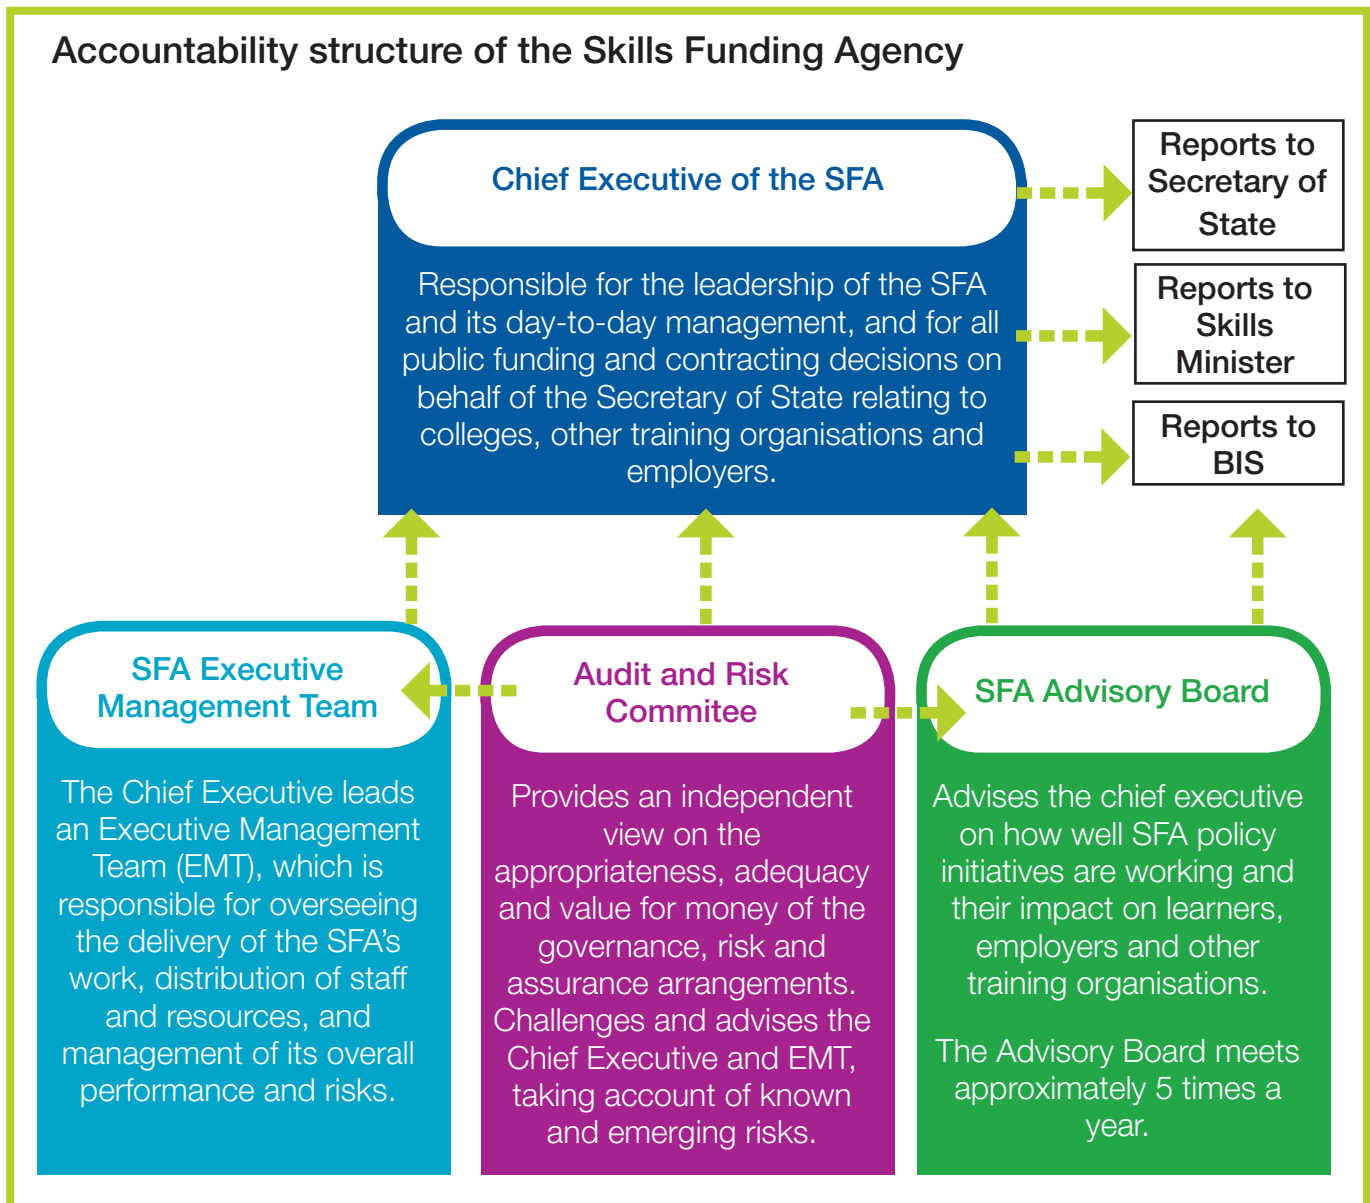 Accountability structure of the Skills Funding Agency
Chief Executive of the SFA
Responsible for the leadership of the SFA
and its day-to-day management, and for all
public funding and contracting decisions on
behalf of the Secretary of State relating to
colleges, other training organisations and
employers.
Reports to
Secretary of
State
Reports to
Skills
Minister
Reports to
BIS
SFA Executive
Management Team
The Chief Executive leads
an Executive Management
Team (EMT), which is
responsible for overseeing
the delivery of the SFA’s
work, distribution of staff
and resources, and
management of its overall
performance and risks.
Audit and Risk
Commitee
Provides an independent
view on the
appropriateness, adequacy
and value for money of the
governance, risk and
assurance arrangements.
Challenges and advises the
Chief Executive and EMT,
taking account of known
and emerging risks.
SFA Advisory Board
Advises the chief executive
on how well SFA policy
initiatives are working and
their impact on learners,
employers and other
training organisations.
The Advisory Board meets
approximately 5 times a
year.